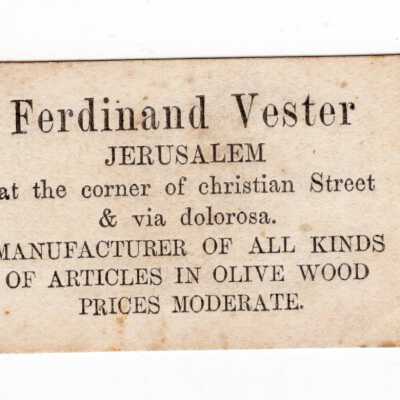 Ferdinand Vester
JERUSALEM
at the corner of christian Street
& via dolorosa.
MANUFACTURER OF ALL KINDS
OF ARTICLES IN OLIVE WOOD
PRICES MODERATE.